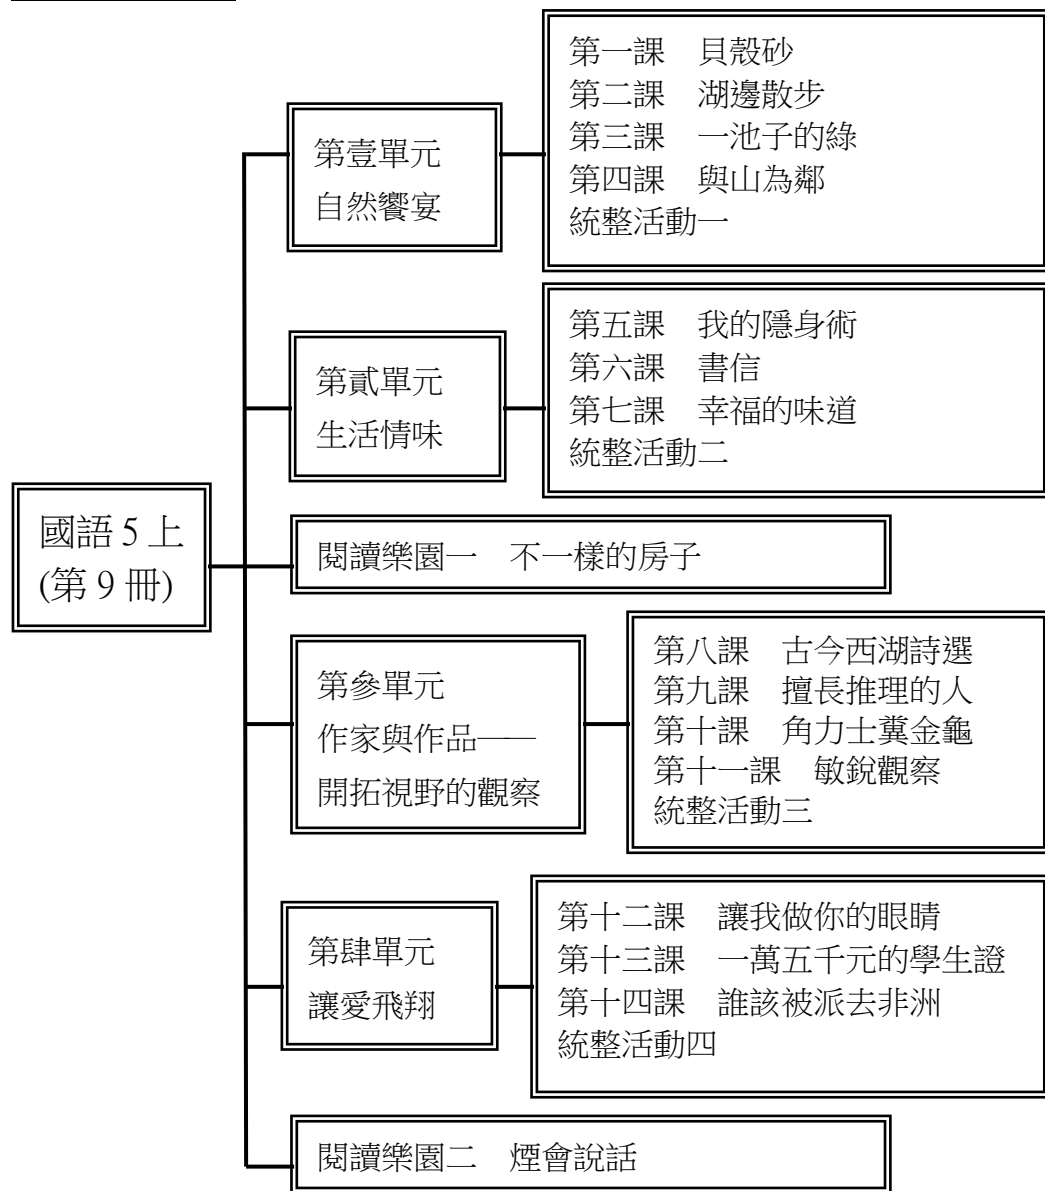 國語 5 上
(第 9 冊)
第壹單元
自然饗宴
第一課　貝殼砂
第二課　湖邊散步
第三課　一池子的綠
第四課　與山為鄰
統整活動一
第貳單元
生活情味
第五課　我的隱身術
第六課　書信
第七課　幸福的味道
統整活動二
閱讀樂園一　不一樣的房子
第參單元
作家與作品——
開拓視野的觀察
第八課　古今西湖詩選
第九課　擅長推理的人
第十課　角力士糞金龜
第十一課　敏銳觀察
統整活動三
第肆單元
讓愛飛翔
第十二課　讓我做你的眼睛
第十三課　一萬五千元的學生證
第十四課　誰該被派去非洲
統整活動四
閱讀樂園二　煙會說話